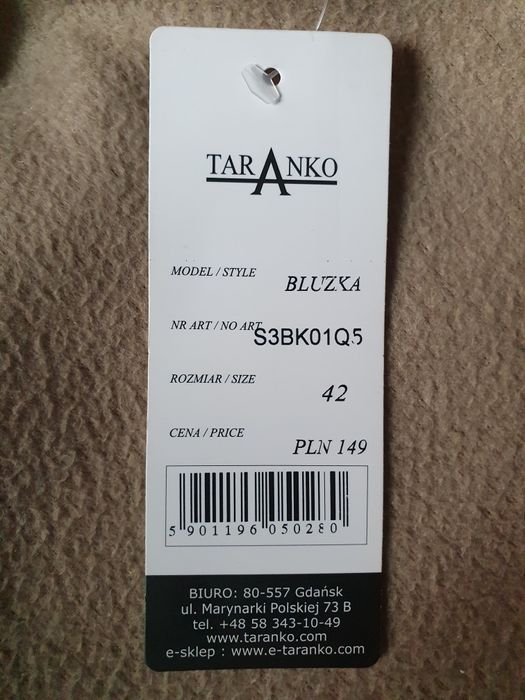 TARANKO
MODEL / STYLE BLUZKA
NR ART / NO ART S3BK01Q5
ROZMIAR / SIZE 42
CENA / PRICE PLN 149
5 901196 050280
BIURO: 80-557 Gdańsk
ul. Marynarki Polskiej 73 B
tel. +48 58 343-10-49
www.taranko.com
e-sklep : www.e-taranko.com